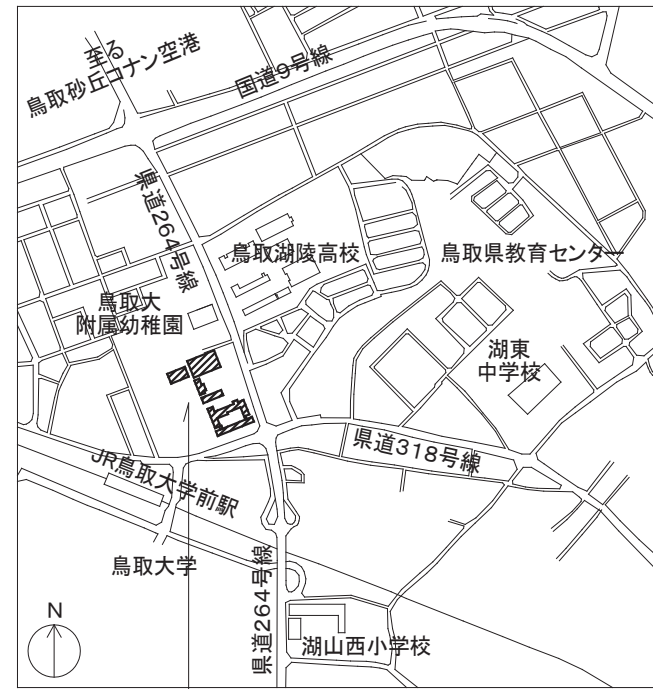 至る
鳥取砂丘コナン空港
国道9号線
県道264号線
鳥取湖陵高校
鳥取県教育センター
鳥取大
附属幼稚園
湖東
中学校
県道318号線
JR鳥取大学前駅
鳥取大学
県道264号線
N
湖山西小学校